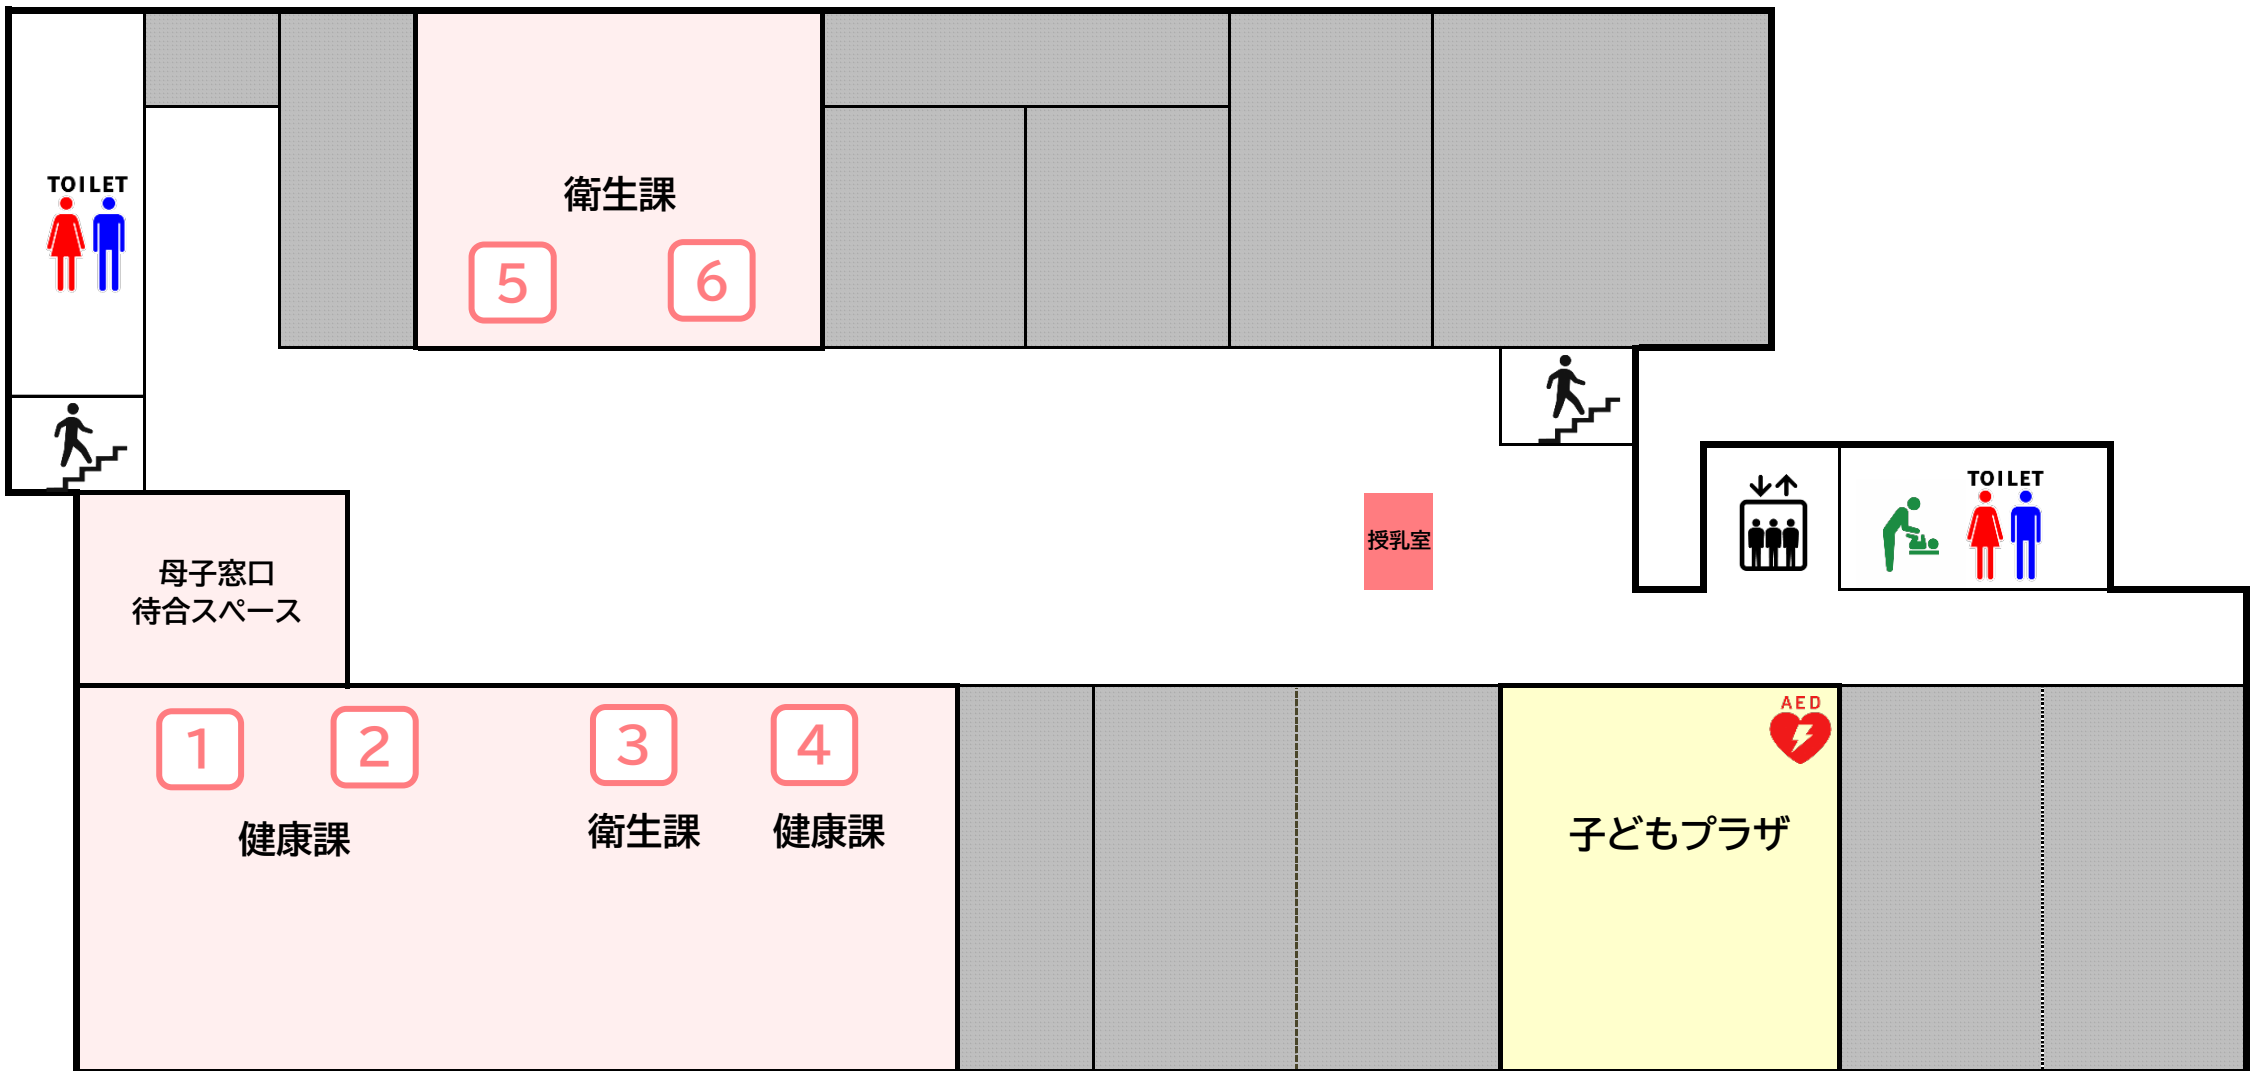 TOILET
衛生課
5
6
TOILET
授乳室
母子窓口
待合スペース
1
2
3
4
AED
健康課
衛生課
健康課
子どもプラザ